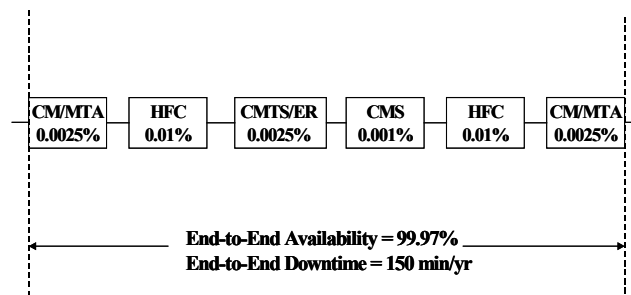 CM/MTA
0.0025%
HFC
0.01%
CMTS/ER
0.0025%
CMS
0.001%
HFC
0.01%
CM/MTA
0.0025%
End-to-End Availability = 99.97%
End-to-End Downtime = 150 min/yr